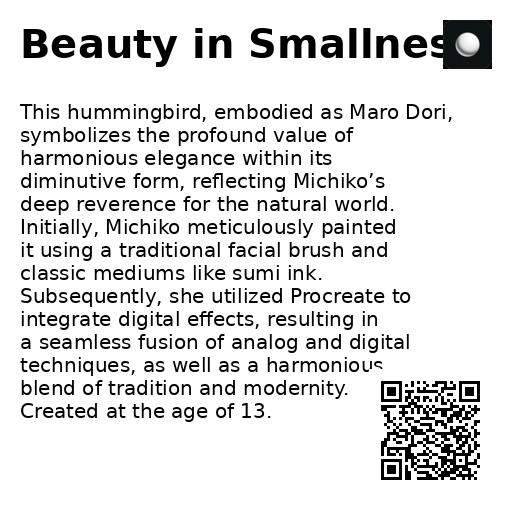 Beauty in Smallnes
This hummingbird, embodied as Maro Dori,
symbolizes the profound value of
harmonious elegance within its
diminutive form, reflecting Michiko’s
deep reverence for the natural world.
Initially, Michiko meticulously painted
it using a traditional facial brush and
classic mediums like sumi ink.
Subsequently, she utilized Procreate to
integrate digital effects, resulting in
a seamless fusion of analog and digital
techniques, as well as a harmonious
blend of tradition and modernity.
Created at the age of 13.